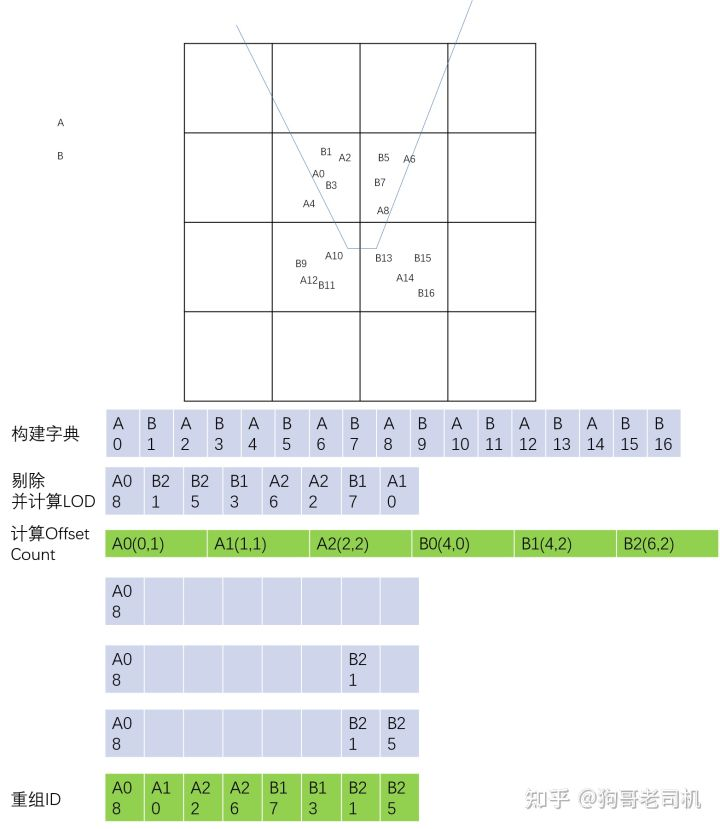 A
B
B1
A2
A0
B3
A4
B5
A6
B7
A8
A10
B9
A12
B11
B13
B15
A14
B16
构建字典
A 0
B 1
A 2
B 3
A 4
B 5
A 6
B 7
A 8
B 9
A 10
B 11
A 12
B 13
A 14
B 15
B 16
剔除
并计算LOD
A0 8
B2 1
B2 5
B1 3
A2 6
A2 2
B1 7
A1 0
计算Offset
Count
A0(0,1)
A1(1,1)
A2(2,2)
B0(4,0)
B1(4,2)
B2(6,2)
A0 8
A0 8
B2 1
A0 8
B2 1
B2 5
重组ID
A0 8
A1 0
A2 2
A2 6
B1 7
B1 3
B2 1
B2 5
知乎 @狗哥老司机